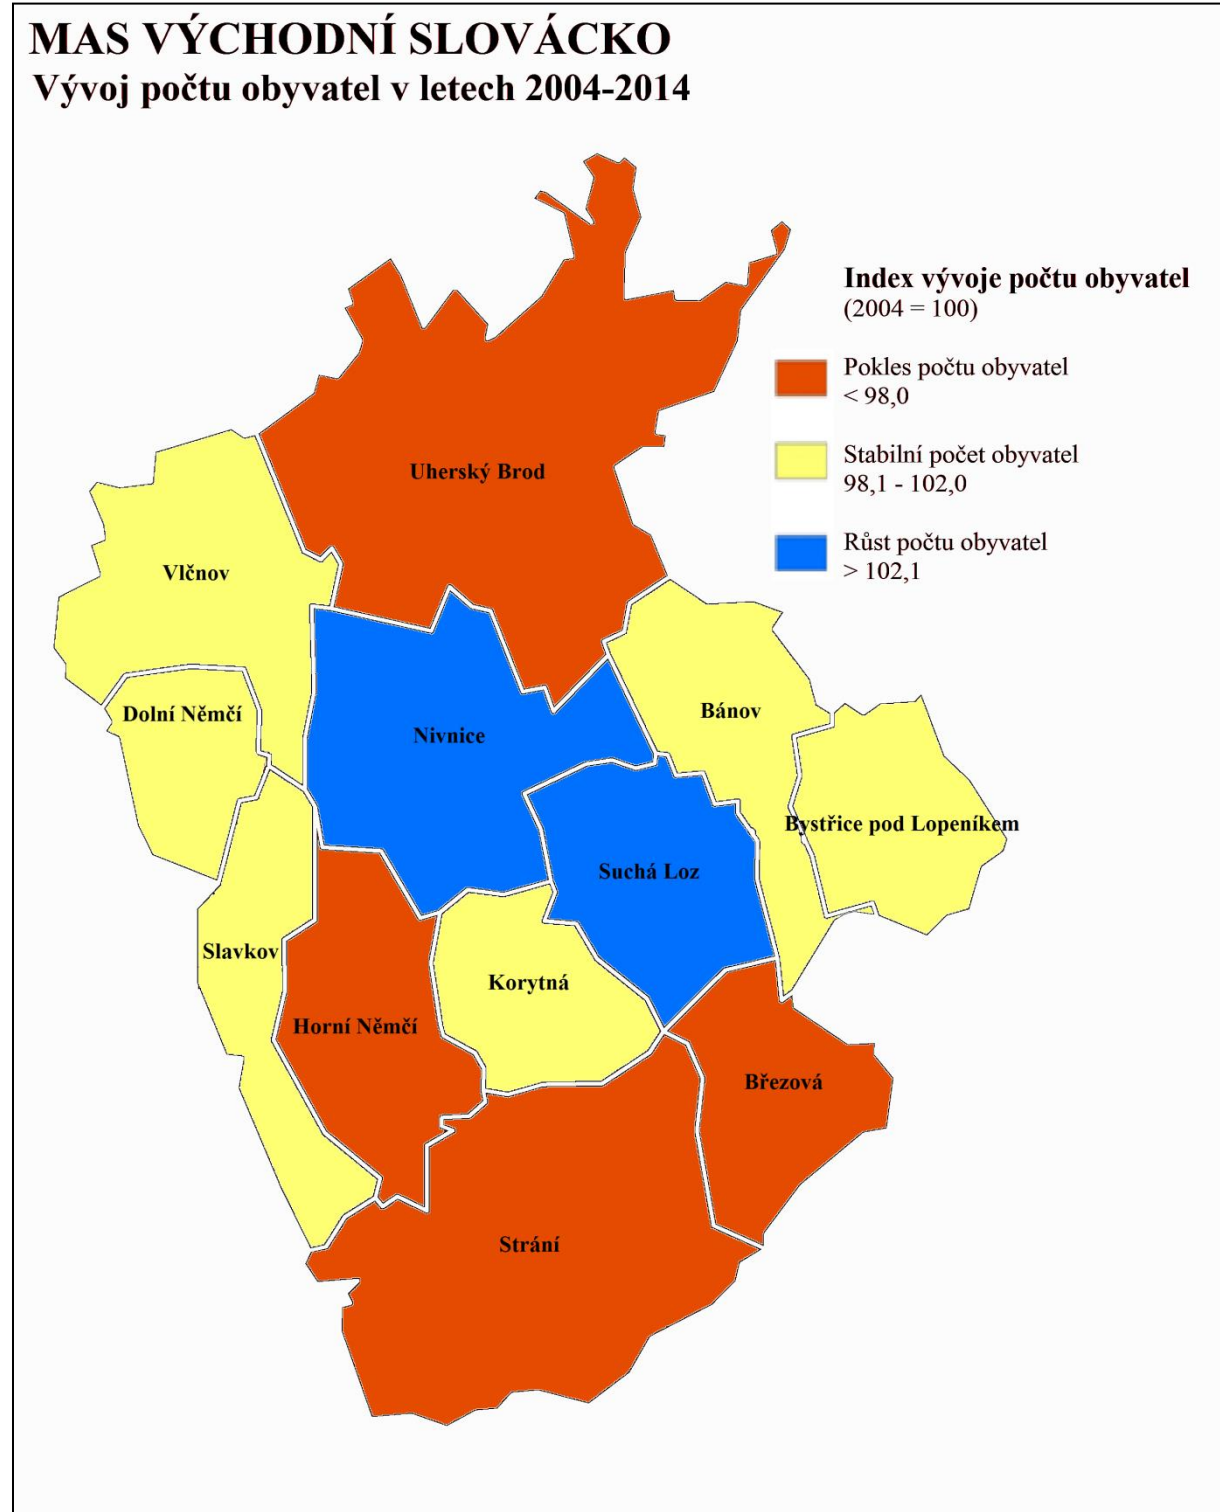 MAS VÝCHODNÍ SLOVÁCKO
Vývoj počtu obyvatel v letech 2004-2014
Index vývoje počtu obyvatel
(2004 = 100)
Pokles počtu obyvatel
< 98,0
Stabilní počet obyvatel
98,1 - 102,0
Růst počtu obyvatel
> 102,1
Uherský Brod
Vlčnov
Dolní Němčí
Nivnice
Bánov
Bystřice pod Lopeníkem
Suchá Loz
Slavkov
Korytná
Horní Němčí
Březová
Strání